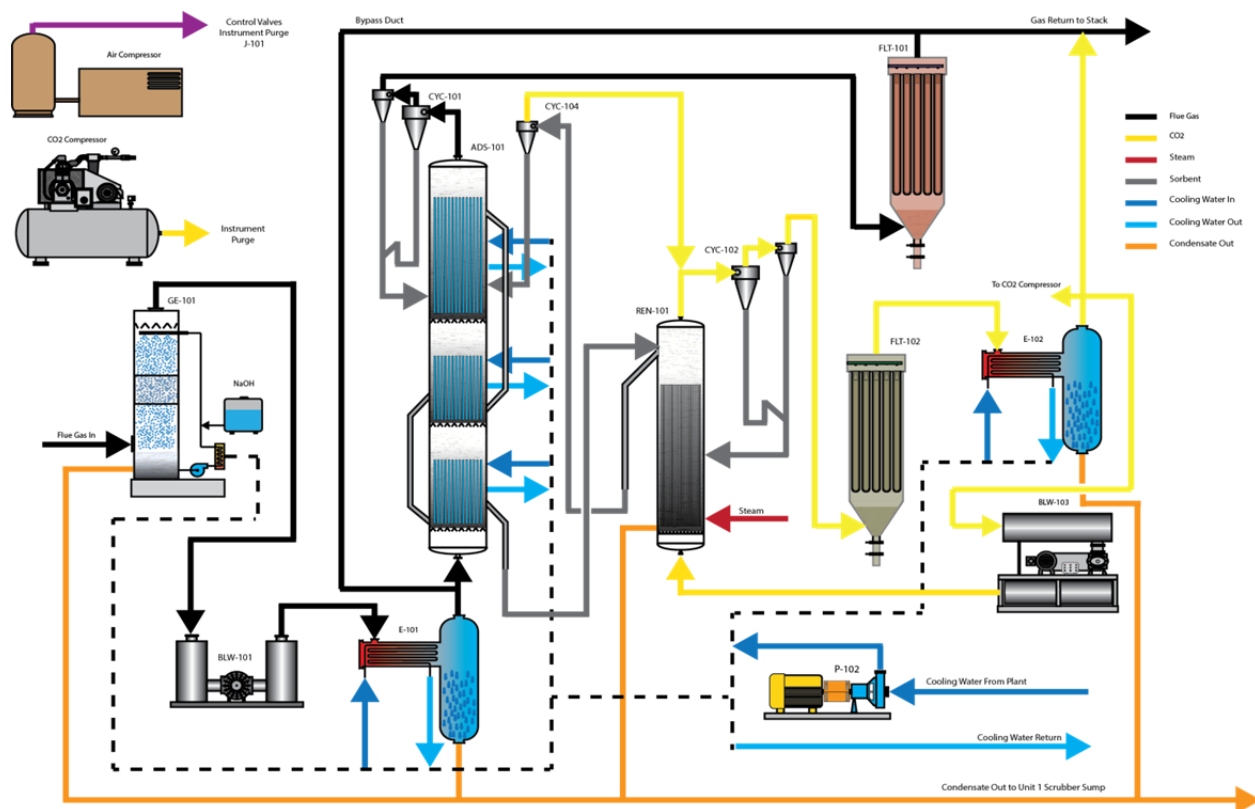 Control Valves
Instrument Purge
J-101
Air Compressor
CO2 Compressor
Instrument
Purge
Bypass Duct
Gas Return to Stack
FLT-101
CYC-101
CYC-104
ADS-101
Flue Gas
CO2
Steam
Sorbent
Cooling Water In
Cooling Water Out
Condensate Out
GE-101
NaOH
Flue Gas In
CYC-102
REN-101
To CO2 Compressor
E-102
FLT-102
Steam
BLW-103
BLW-101
E-101
P-102
Cooling Water From Plant
Cooling Water Return
Condensate Out to Unit 1 Scrubber Sump